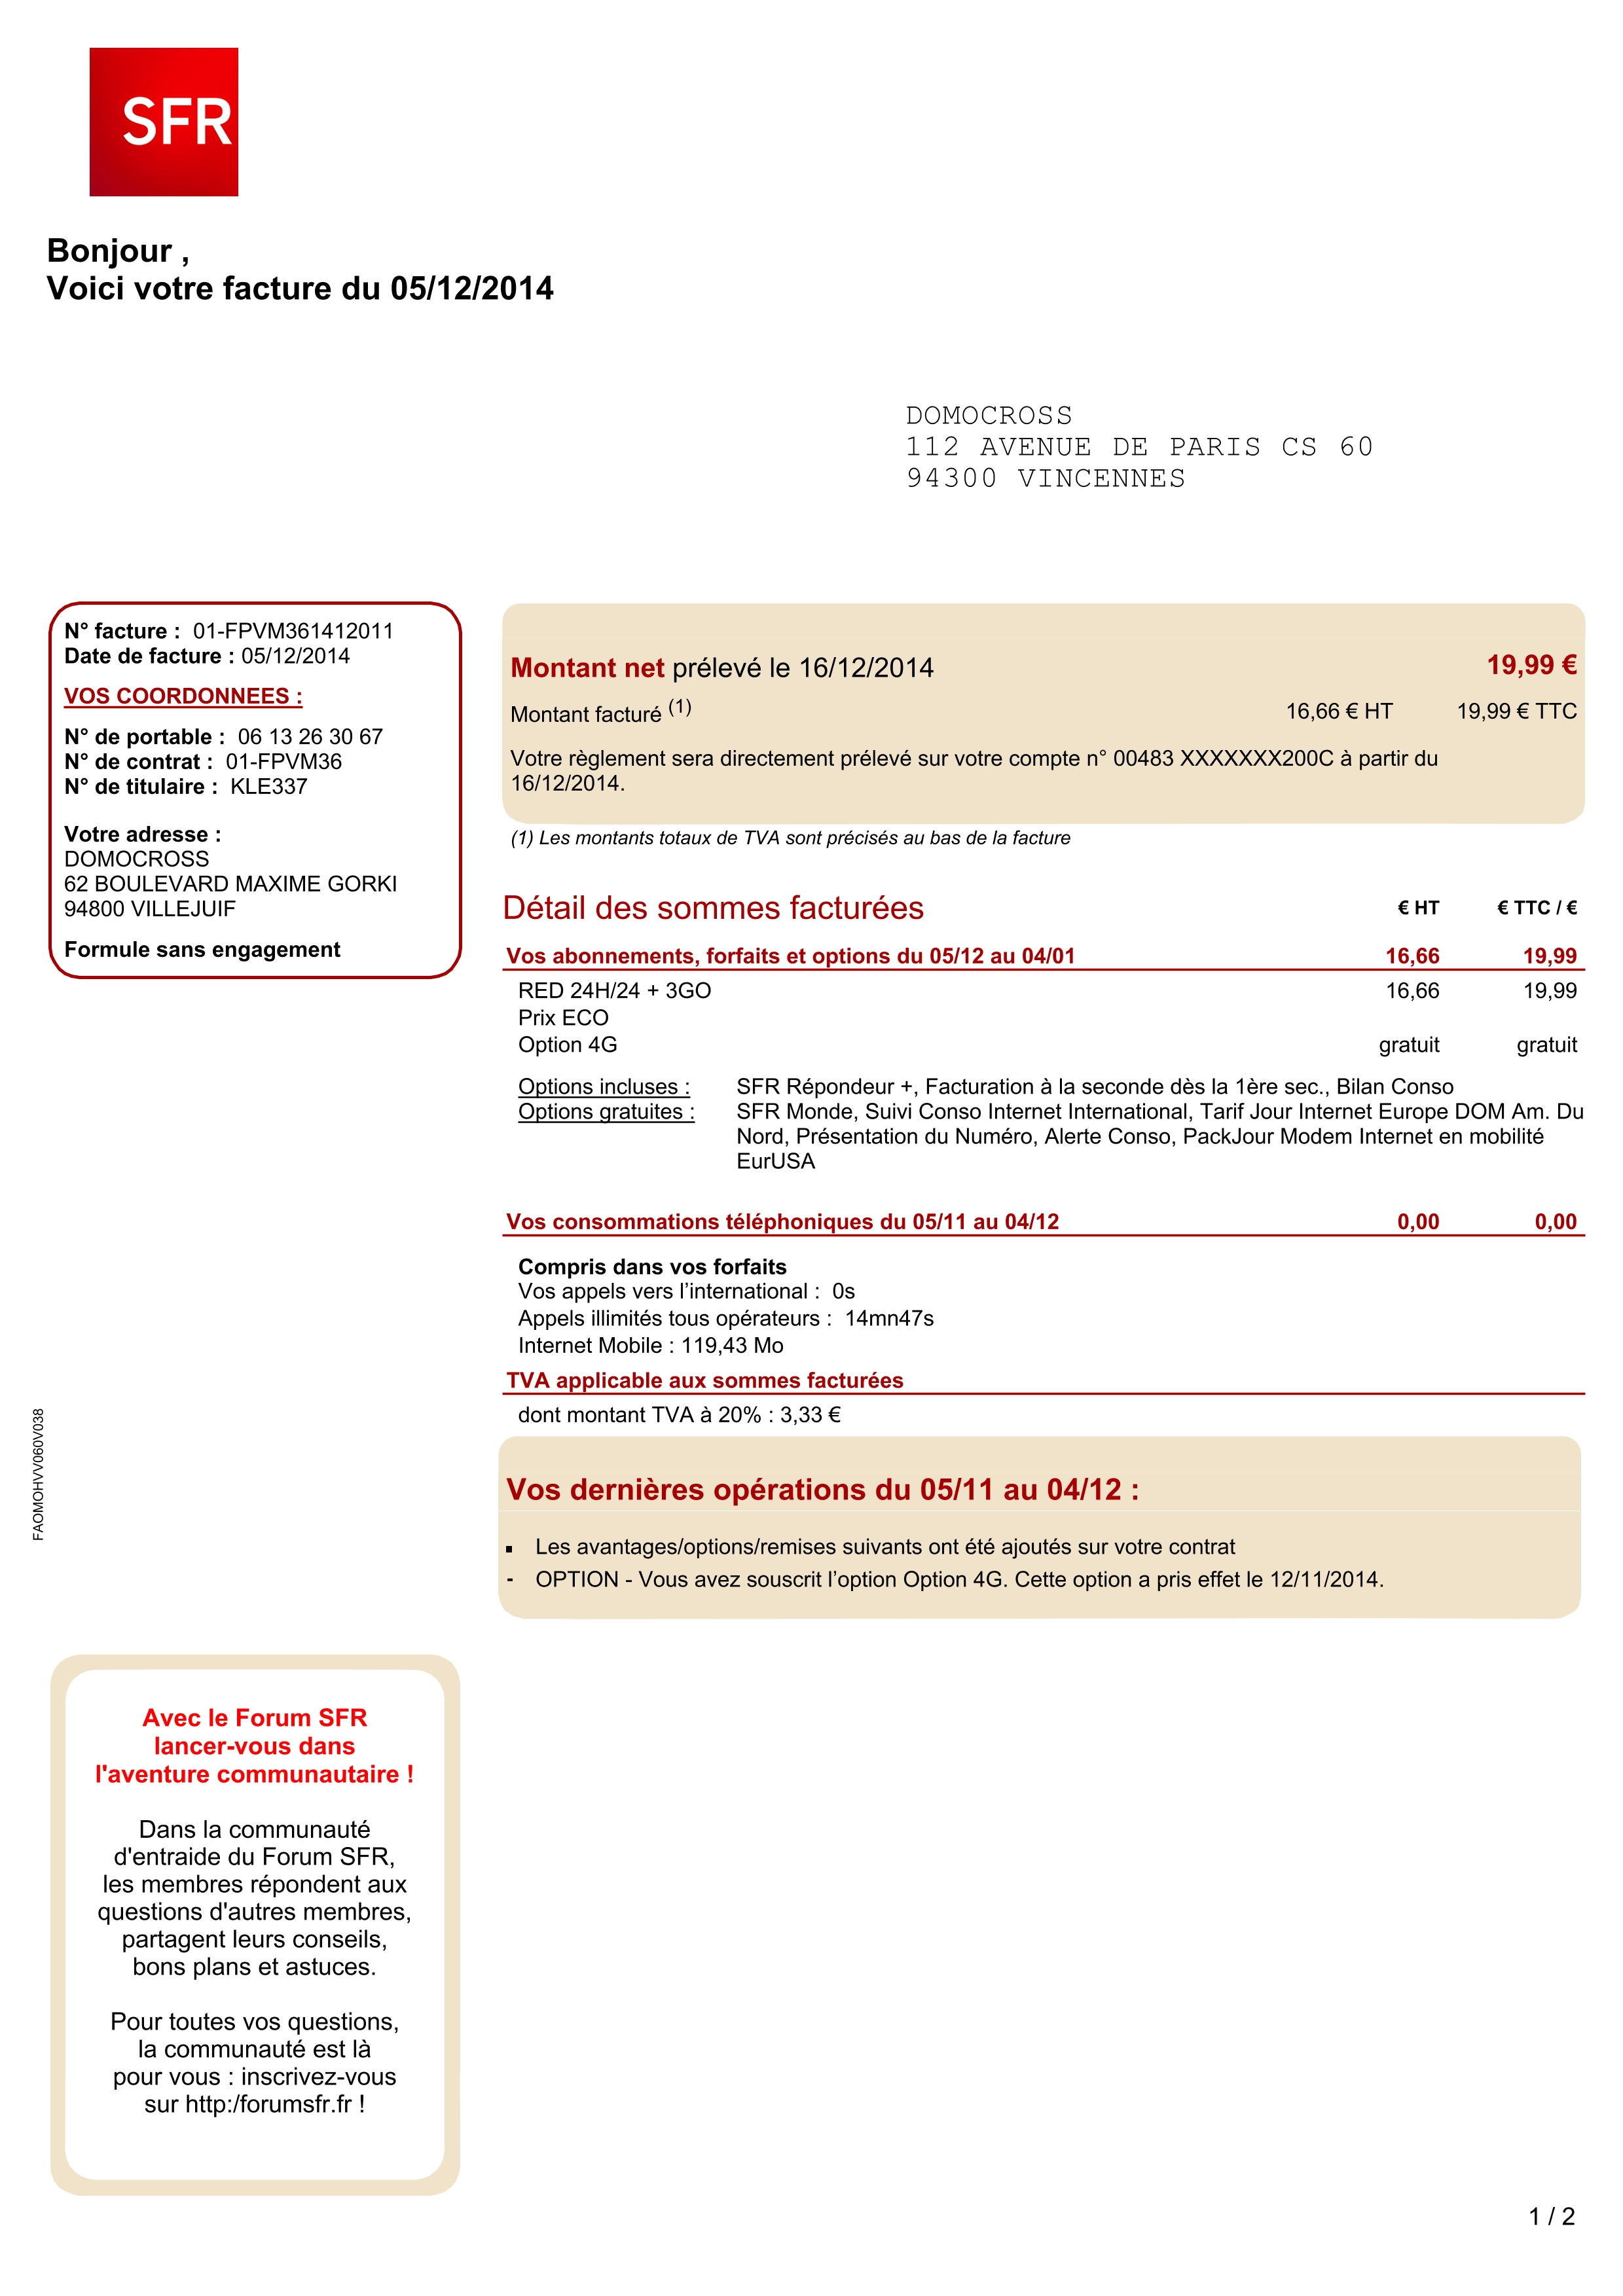 SFR
Bonjour ,
Voici votre facture du 05/12/2014
DOMOCROSS
112 AVENUE DE PARIS CS 60
94300 VINCENNES
N° facture : 01-FPVM361412011
Date de facture : 05/12/2014
VOS COORDONNEES :
N° de portable : 06 13 26 30 67
N° de contrat : 01-FPVM36
N° de titulaire : KLE337
Votre adresse :
DOMOCROSS
62 BOULEVARD MAXIME GORKI
94800 VILLEJUIF
Formule sans engagement
Montant net prélevé le 16/12/2014 19,99 €
Montant facturé (1) 16,66 € HT 19,99 € TTC
Votre règlement sera directement prélevé sur votre compte n° 00483 XXXXXXX200C à partir du
16/12/2014.
(1) Les montants totaux de TVA sont précisés au bas de la facture
Détail des sommes facturées € HT € TTC / €
Vos abonnements, forfaits et options du 05/12 au 04/01 16,66 19,99
RED 24H/24 + 3GO 16,66 19,99
Prix ECO
Option 4G gratuit gratuit
Options incluses : SFR Répondeur +, Facturation à la seconde dès la 1ère sec., Bilan Conso
Options gratuites : SFR Monde, Suivi Conso Internet International, Tarif Jour Internet Europe DOM Am. Du
Nord, Présentation du Numéro, Alerte Conso, PackJour Modem Internet en mobilité
EurUSA
Vos consommations téléphoniques du 05/11 au 04/12 0,00 0,00
Compris dans vos forfaits
Vos appels vers l’international : 0s
Appels illimités tous opérateurs : 14mn47s
Internet Mobile : 119,43 Mo
TVA applicable aux sommes facturées
dont montant TVA à 20% : 3,33 €
FAOMOHVV060V038
Vos dernières opérations du 05/11 au 04/12 :
▪ Les avantages/options/remises suivants ont été ajoutés sur votre contrat
- OPTION - Vous avez souscrit l’option Option 4G. Cette option a pris effet le 12/11/2014.
Avec le Forum SFR
lancer-vous dans
l'aventure communautaire !
Dans la communauté
d'entraide du Forum SFR,
les membres répondent aux
questions d'autres membres,
partagent leurs conseils,
bons plans et astuces.
Pour toutes vos questions,
la communauté est là
pour vous : inscrivez-vous
sur http:/forumsfr.fr !
1 / 2